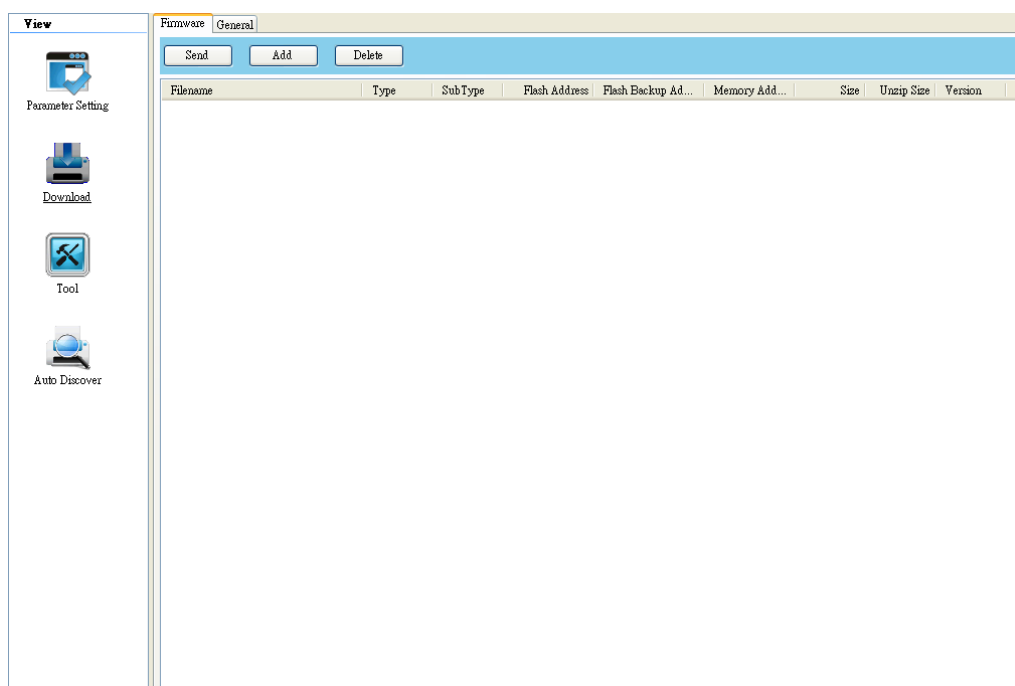 View
Parameter Setting
Download
Tool
Auto Discover
Firmware General
Send Add Delete
Filename Type SubType Flash Address Flash Backup Ad... Memory Add... Size Unzip Size Version